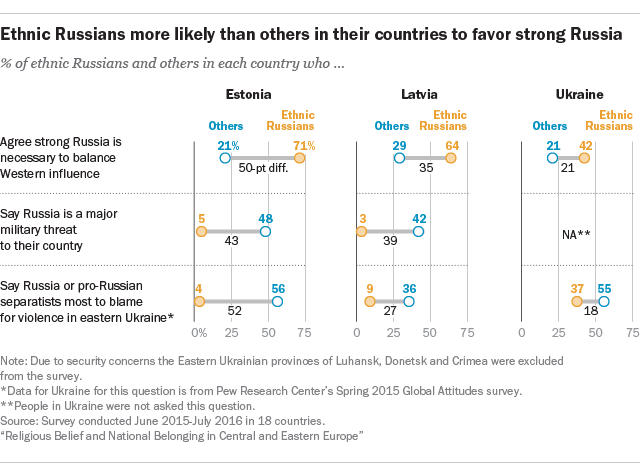 Ethnic Russians more likely than others in their countries to favor strong Russia
% of ethnic Russians and others in each country who ...
Estonia
Latvia
Ukraine
Others
Ethnic
Russians
Others
Ethnic
Russians
Others
Ethnic
Russians
Agree strong Russia is
necessary to balance
Western influence
21%
71%
50-pt diff.
29
64
35
21
42
21
Say Russia is a major
military threat
to their country
5
48
43
3
42
39
NA**
Say Russia or pro-Russian
separatists most to blame
for violence in eastern Ukraine*
4
56
52
9
36
27
37
55
18
0% 25 50 75
0 25 50 75
0 25 50 75
Note: Due to security concerns the Eastern Ukrainian provinces of Luhansk, Donetsk and Crimea were excluded
from the survey.
*Data for Ukraine for this question is from Pew Research Center's Spring 2015 Global Attitudes survey.
**People in Ukraine were not asked this question.
Source: Survey conducted June 2015-July 2016 in 18 countries.
“Religious Belief and National Belonging in Central and Eastern Europe”